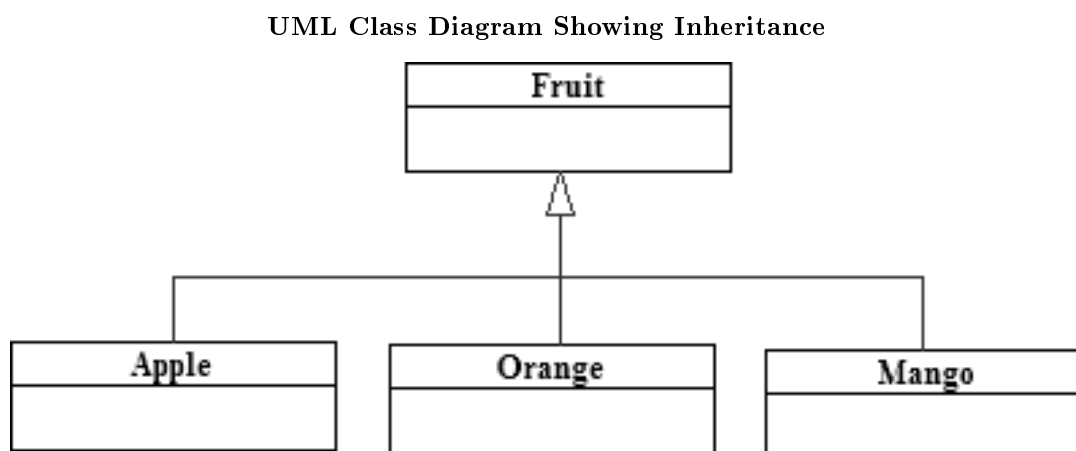 UML Class Diagram Showing Inheritance
Fruit
Apple
Orange
Mango